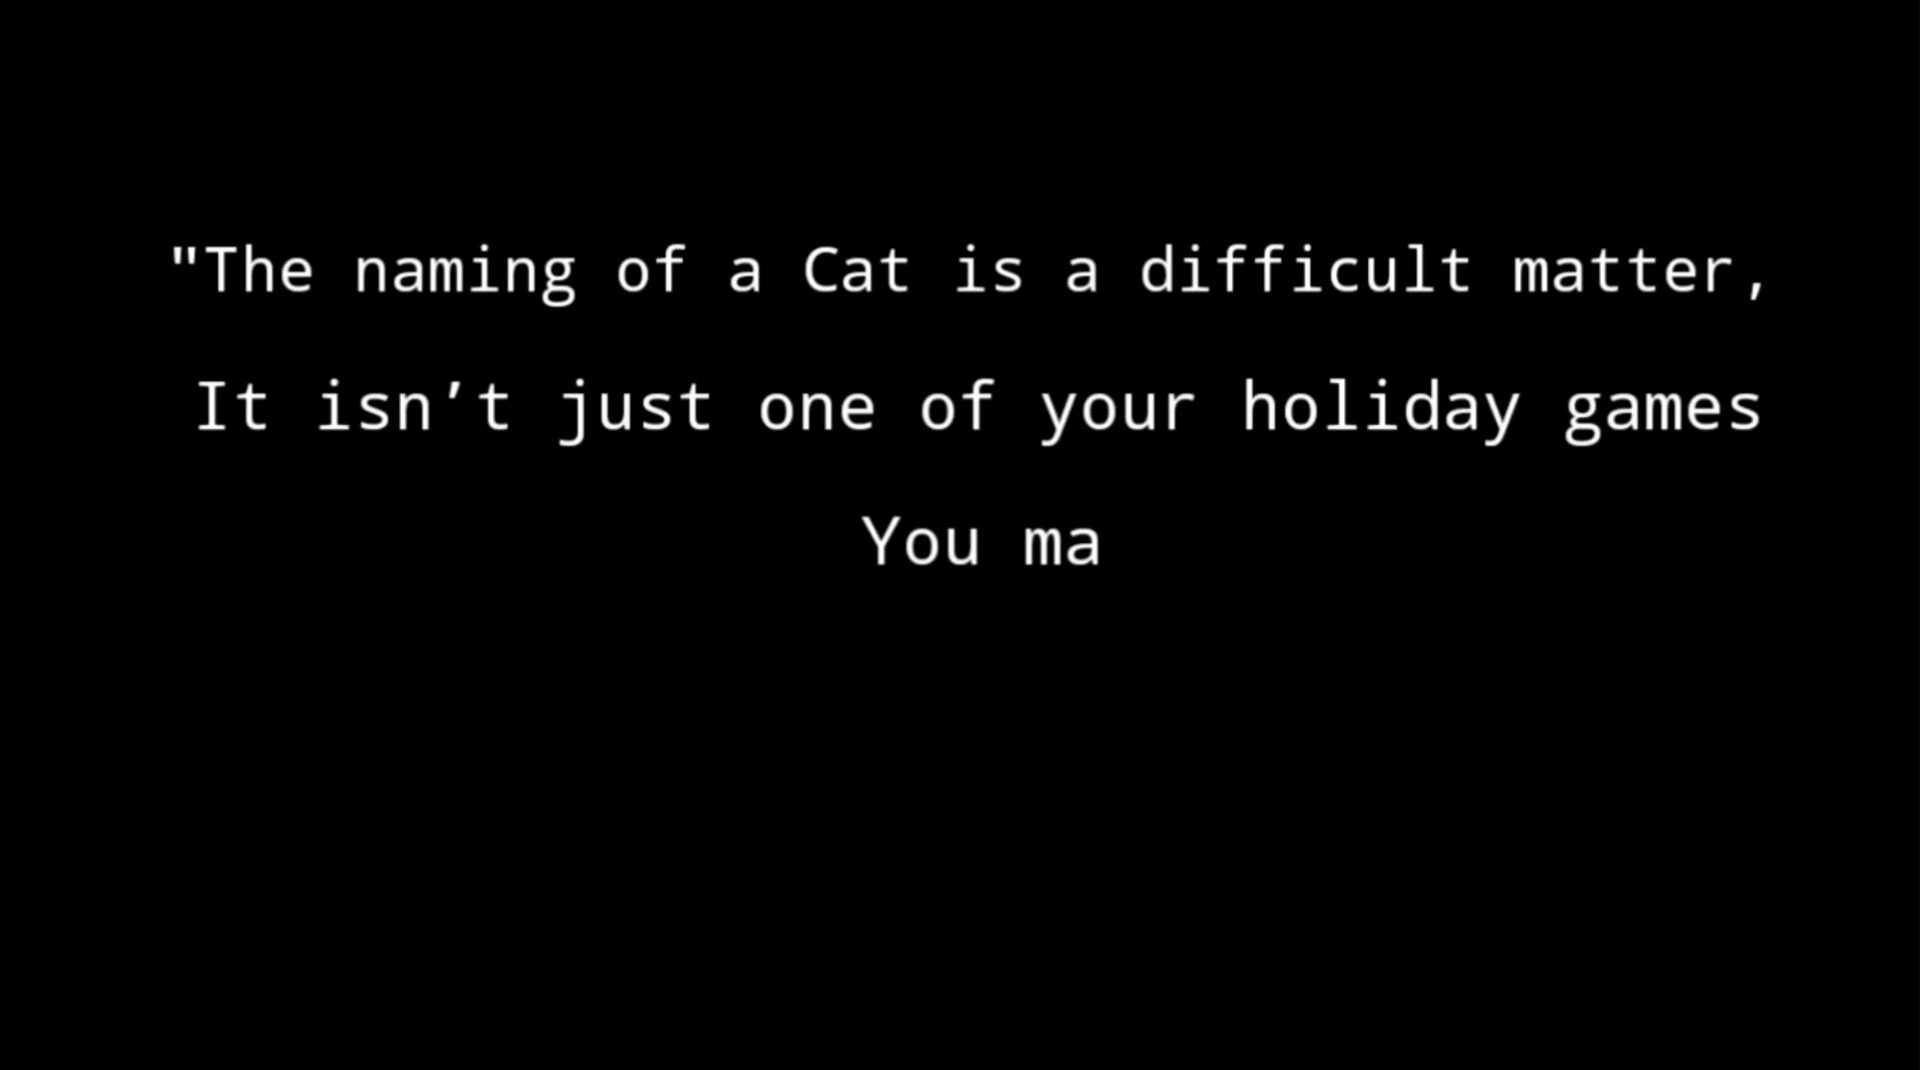 "The naming of a Cat is a difficult matter,
It isn’t just one of your holiday games
You ma